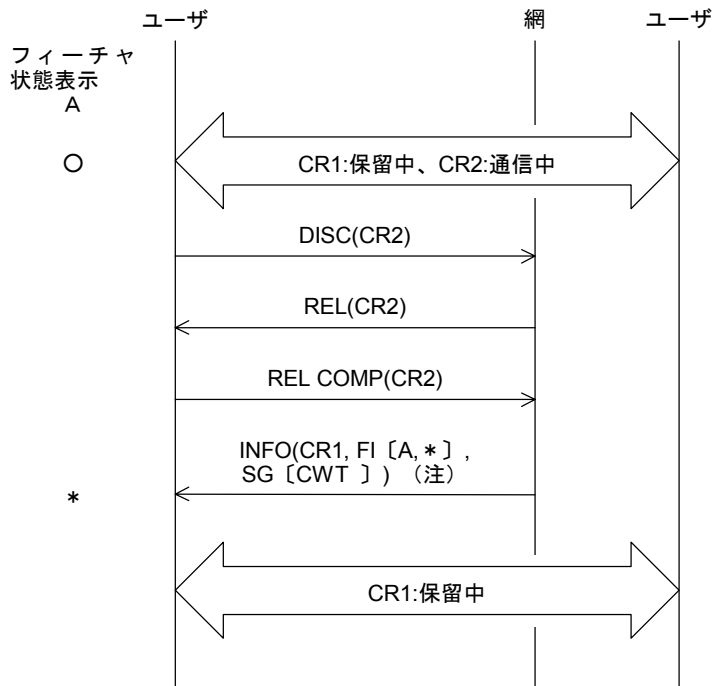 ユーザ
網
ユーザ
フィーチャ
状態表示
A
○
CR1:保留中、CR2:通信中
DISC(CR2)
REL(CR2)
REL COMP(CR2)
INFO(CR1, FI〔A,*〕,
SG〔CWT 〕) （注）
*
CR1:保留中